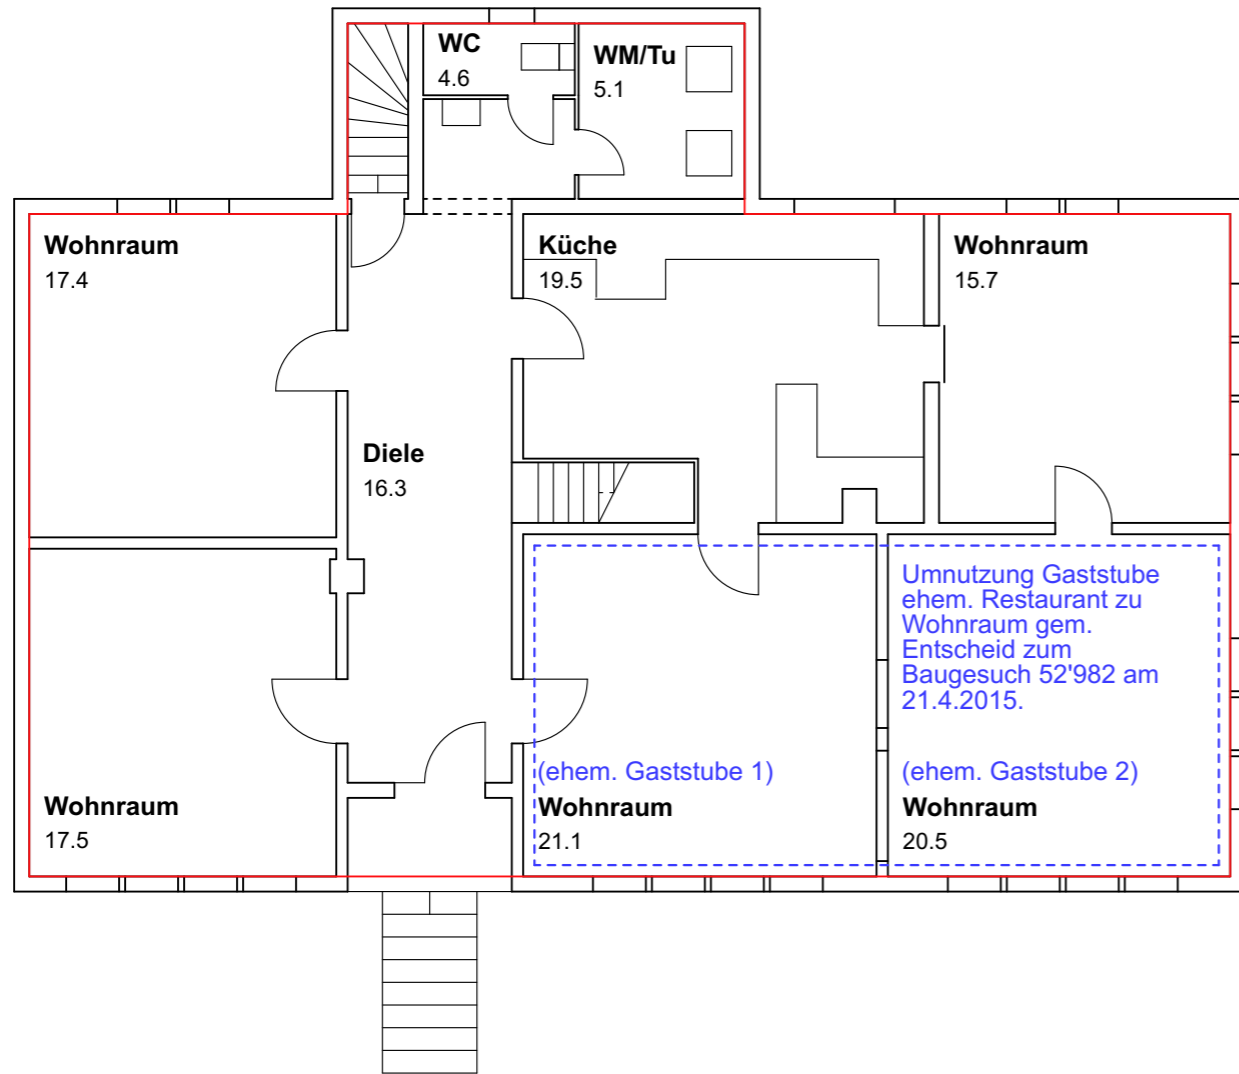 WC
4.6
WM/Tu
5.1
Wohnraum
17.4
Küche
19.5
Wohnraum
15.7
Diele
16.3
Umnutzung Gaststube
ehem. Restaurant zu
Wohnraum gem.
Entscheid zum
Baugesuch 52'982 am
21.4.2015.
(ehem. Gaststube 1)
(ehem. Gaststube 2)
Wohnraum
17.5
Wohnraum
21.1
Wohnraum
20.5